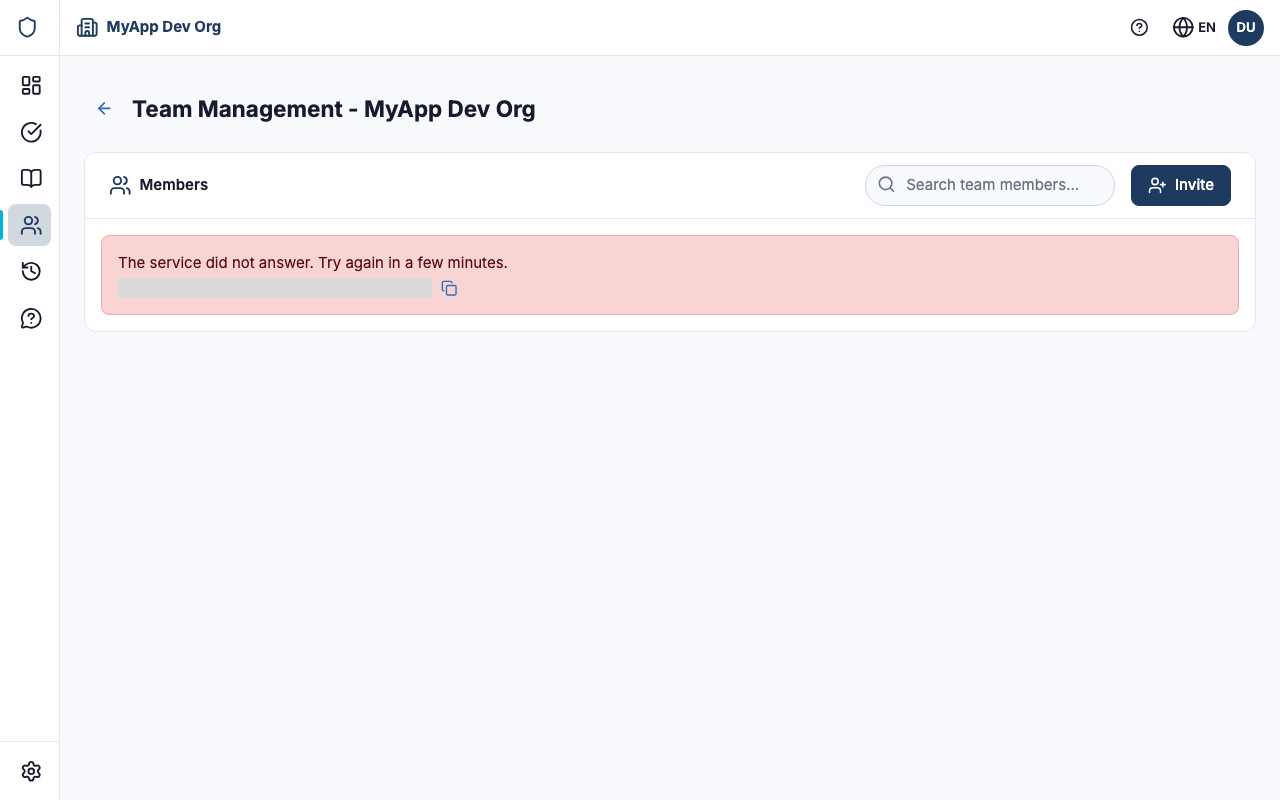 MyApp Dev Org
EN
DU
Team Management - MyApp Dev Org
Members
Search team members...
Invite
The service did not answer. Try again in a few minutes.